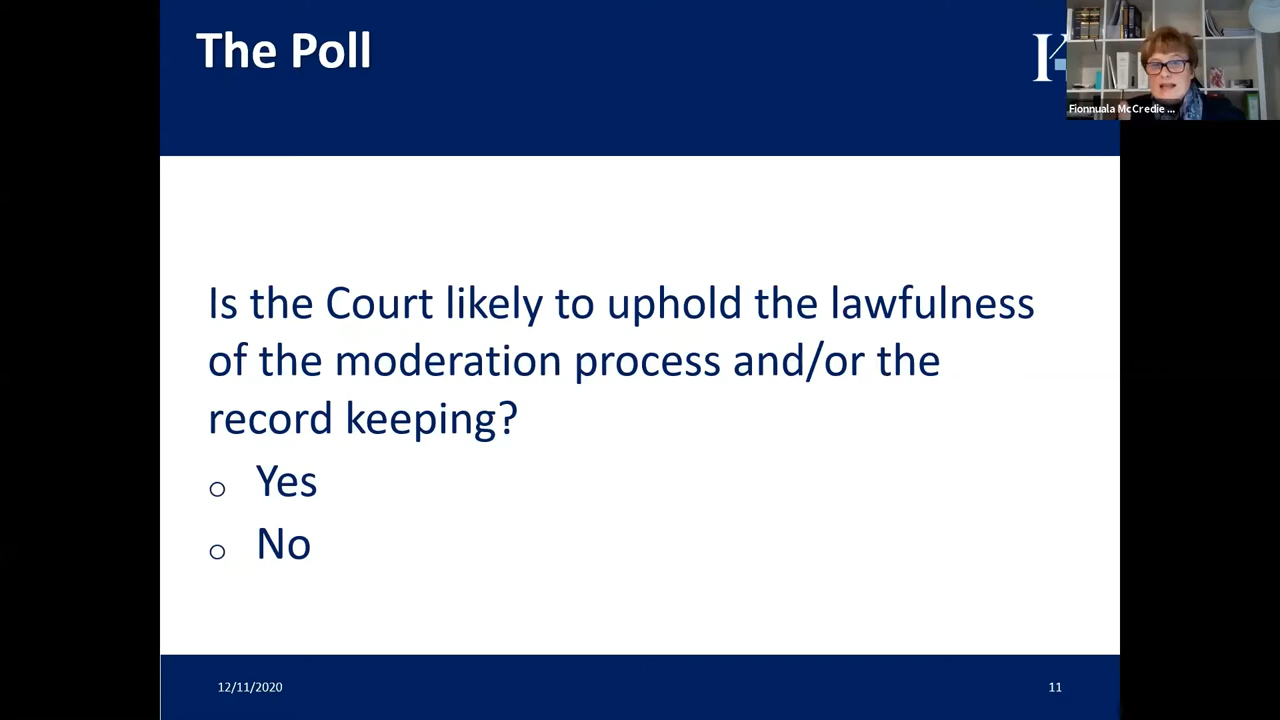 The Poll
Fionnuala McCredie ...
Is the Court likely to uphold the lawfulness
of the moderation process and/or the
record keeping?
o Yes
o No
12/11/2020
11